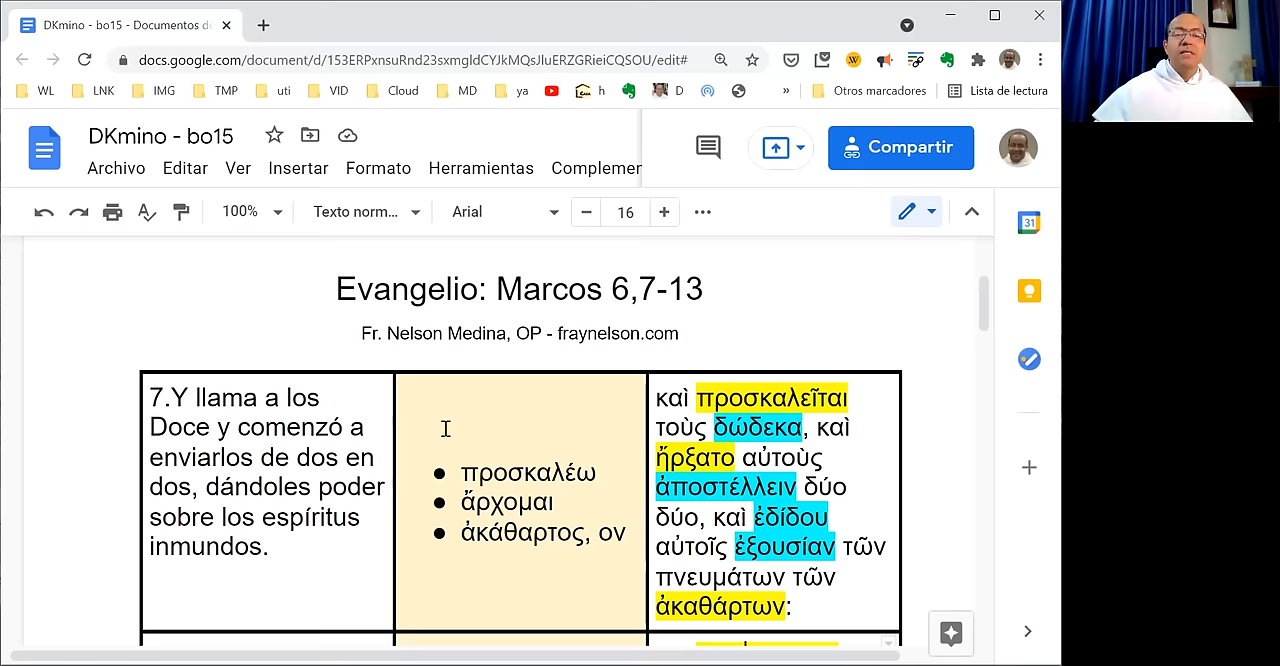 DKmino - bo15 - Documentos d
docs.google.com/document/d/153ERPxnsuRnd23sxmgldCYJkMQsJluERZGRieiCQSOU/edit#
WL LNK IMG TMP uti VID Cloud MD ya h D » Otros marcadores Lista de lectura
DKmino - bo15
Compartir
Archivo Editar Ver Insertar Formato Herramientas Complemen
100% Texto norm... Arial 16
31
Evangelio: Marcos 6,7-13
Fr. Nelson Medina, OP - fraynelson.com
7.Y llama a los
Doce y comenzó a
enviarlos de dos en
dos, dándoles poder
sobre los espíritus
inmundos.
προσκαλέω
ἄρχομαι
ἀκάθαρτος, ον
καὶ προσκαλεῖται
τοὺς δώδεκα, καὶ
ἤρξατο αὐτοὺς
ἀποστέλλειν δύο
δύο, καὶ ἐδίδου
αὐτοῖς ἐξουσίαν τῶν
πνευμάτων τῶν
ἀκαθάρτων: